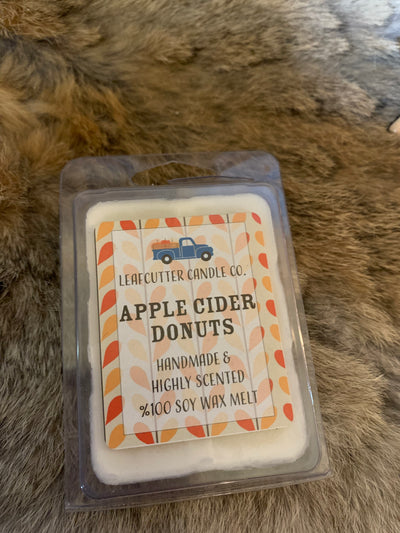 LEAFCUTTER CANDLE CO.
APPLE CIDER
DONUTS
HANDMADE &
HIGHLY SCENTED
%100 SOY WAX MELT